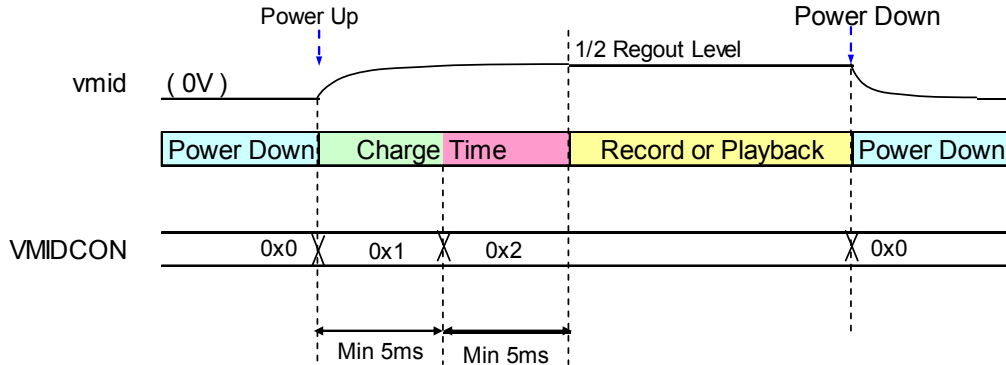 Power Up
Power Down
1/2 Regout Level
vmid
( 0V )
Power Down
Charge Time
Record or Playback
Power Down
VMIDCON
0x0
0x1
0x2
0x0
Min 5ms
Min 5ms